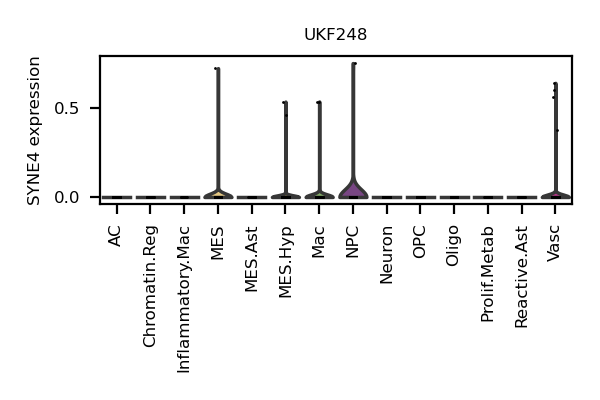 UKF248
SYNE4 expression
0.5
0.0
AC
Chromatin.Reg
Inflammatory.Mac
MES
MES.Ast
MES.Hyp
Mac
NPC
Neuron
OPC
Oligo
Prolif.Metab
Reactive.Ast
Vasc